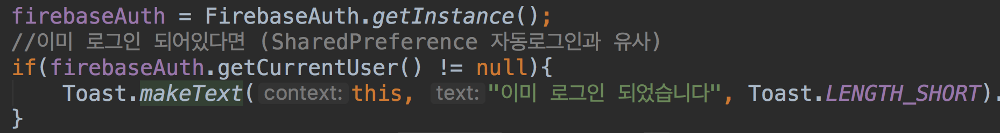 firebaseAuth = FirebaseAuth.getInstance();
//이미 로그인 되어있다면 (SharedPreference 자동로그인과 유사)
if(firebaseAuth.getCurrentUser() != null){
Toast.makeText( context: this, text: "이미 로그인 되었습니다", Toast.LENGTH_SHORT).
}